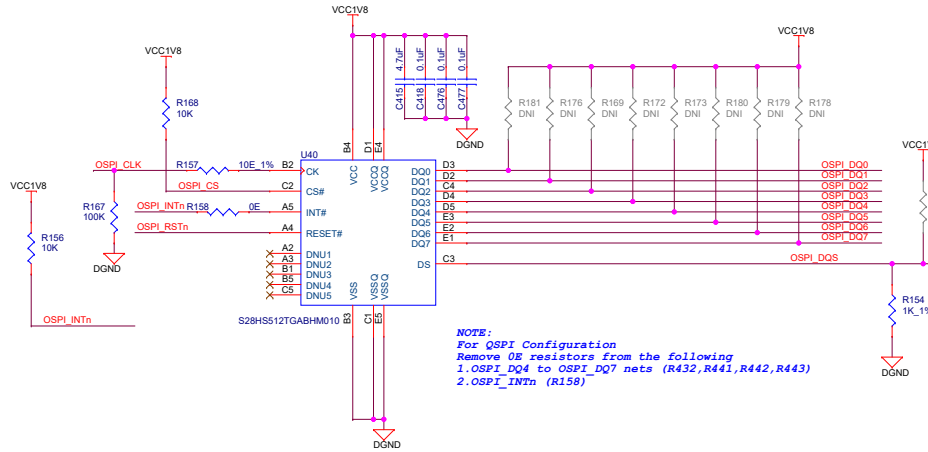 VCC1V8
VCC1V8
VCC1V8
VCC1V
VCC1V8
4.7uF
0.1uF
0.1uF
0.1uF
C415
C418
C476
C477
DGND
R181
DNI
R176
DNI
R169
DNI
R172
DNI
R173
DNI
R180
DNI
R179
DNI
R178
DNI
R168
10K
B4
D1
E4
U40
OSPI_CLK
R157
10E_1%
B2
CK
VCC
VCCQ
VCCQ
DQ0
D3
OSPI_DQ0
DQ1
D2
OSPI_DQ1
OSPI_CS
C2
CS#
DQ2
C4
OSPI_DQ2
DQ3
D4
OSPI_DQ3
R167
100K
OSPI_INTn
R158
0E
A5
INT#
DQ4
D5
OSPI_DQ4
DQ5
E3
OSPI_DQ5
OSPI_RSTn
A4
RESET#
DQ6
E2
OSPI_DQ6
DQ7
E1
OSPI_DQ7
R156
10K
DGND
A2
DNU1
A3
DNU2
B1
DNU3
B5
DNU4
C5
DNU5
DS
C3
OSPI_DQS
VSS
VSSQ
VSSQ
R154
1K_1%
OSPI_INTn
S28HS512TGABHM010
B3
C1
E5
NOTE:
For QSPI Configuration
Remove 0E resistors from the following
1.OSPI_DQ4 to OSPI_DQ7 nets (R432,R441,R442,R443)
2.OSPI_INTn (R158)
DGND
DGND